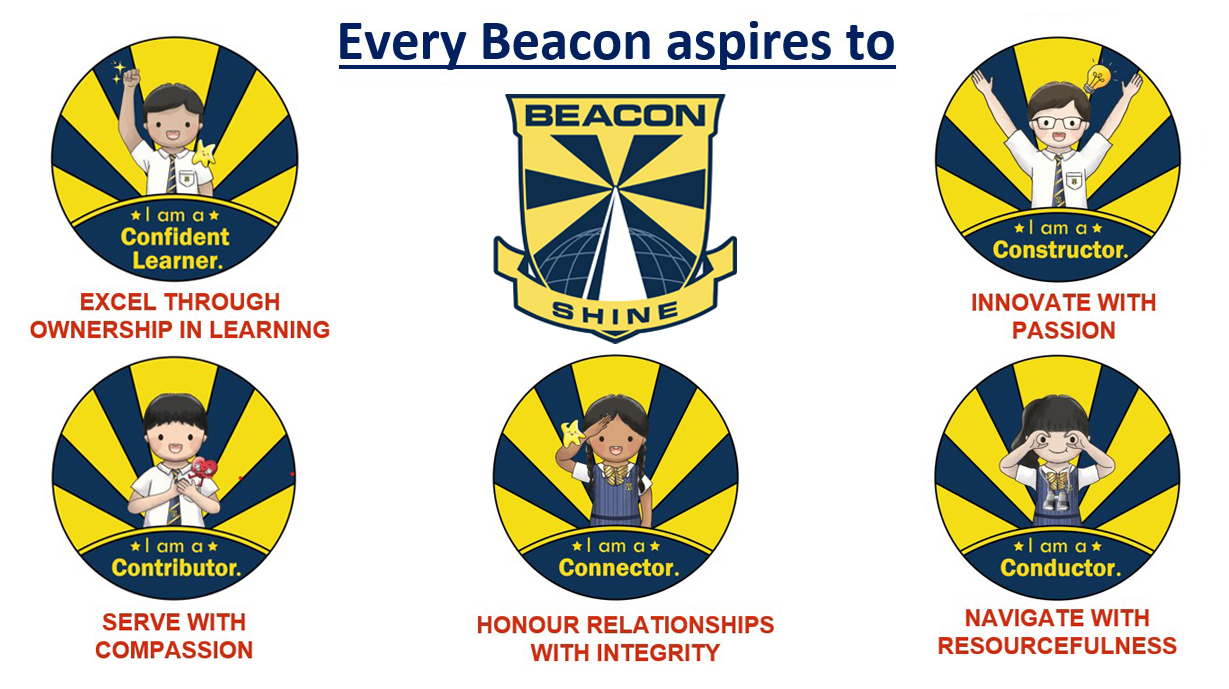 Every Beacon aspires to
BEACON
SHINE
I am a
Confident
Learner.
EXCEL THROUGH
OWNERSHIP IN LEARNING
I am a
Constructor.
INNOVATE WITH
PASSION
I am a
Contributor.
SERVE WITH
COMPASSION
I am a
Connector.
HONOUR RELATIONSHIPS
WITH INTEGRITY
I am a
Conductor.
NAVIGATE WITH
RESOURCEFULNESS